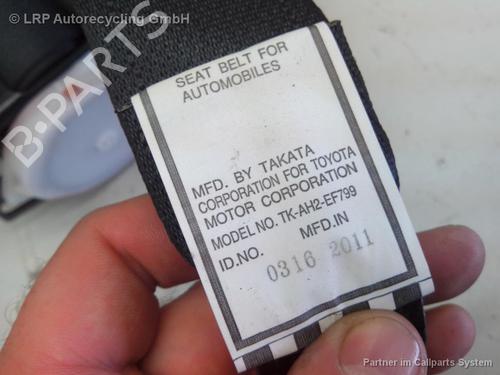 © LRP Autorecycling GmbH
B-PARTS
SEAT BELT FOR
AUTOMOBILES
MFD. BY TAKATA
CORPORATION FOR TOYOTA
MOTOR CORPORATION
MODEL NO. TK-AH2-EF799
ID.NO. MFD.IN
0316 2011
Partner im Callparts System